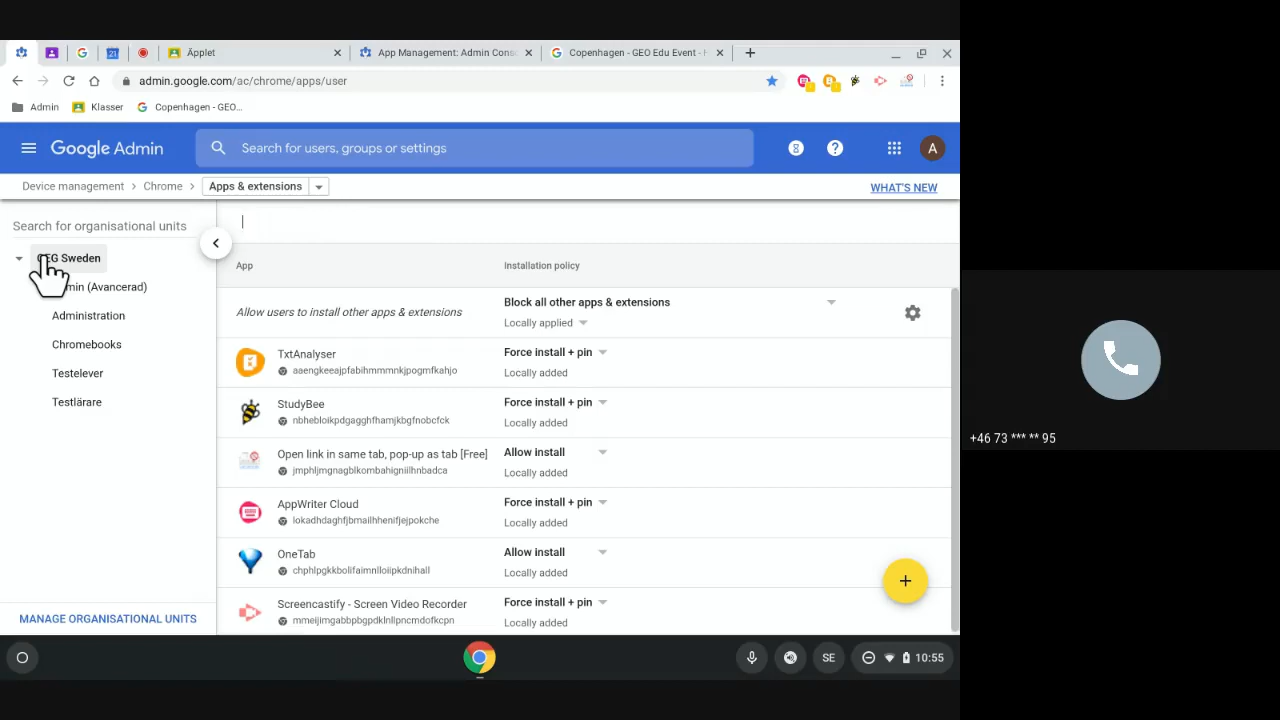 Äpplet
App Management: Admin Cons
Copenhagen - GEO Edu Event - H
admin.google.com/ac/chrome/apps/user
Admin
Klasser
Copenhagen - GEO...
Google Admin
Search for users, groups or settings
A
Device management
Chrome
Apps & extensions
WHAT'S NEW
Search for organisational units
GEG Sweden
min (Avancerad)
Administration
Chromebooks
Testelever
Testlärare
MANAGE ORGANISATIONAL UNITS
App
Installation policy
Allow users to install other apps & extensions
Block all other apps & extensions
Locally applied
TxtAnalyser
aaengkeeajpfabihmmmnkjpogmfkahjo
Force install + pin
Locally added
StudyBee
nbhebloikpdgagghfhamjkbgfnobcfck
Force install + pin
Locally added
Open link in same tab, pop-up as tab [Free]
jmphljmgnagblkombahigniilhnbadca
Allow install
Locally added
AppWriter Cloud
lokadhdaghfjbmailhhenifjejpokche
Force install + pin
Locally added
OneTab
chphlpgkkbolifaimnlloiipkdnihall
Allow install
Locally added
Screencastify - Screen Video Recorder
mmeijimgabbpbgpdklnllpncmdofkcpn
Force install + pin
Locally added
SE
10:55
+46 73 *** ** 95